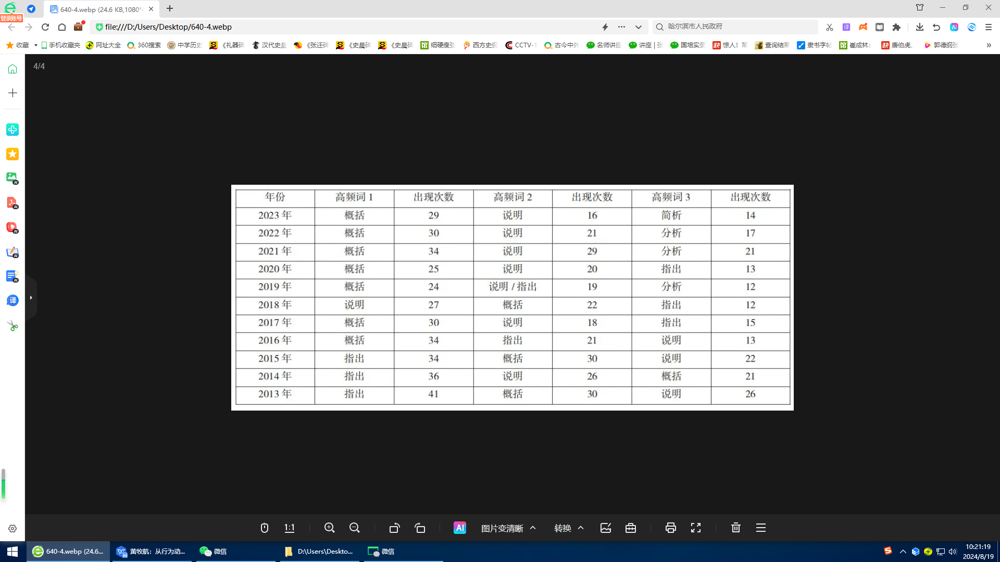 640-4.webp (24.6 KB,1080*
登录账号
file:///D:/Users/Desktop/640-4.webp
哈尔滨市人民政府
收藏 手机收藏夹 网址大全 360搜索 中学历史 《礼器碑 汉代史晨 《张迁碑 《史晨碑 《史晨碑 细硬瘦劲 西方史纲 CCTV-1 古今中外 名师讲座 讲座 | 张 国培实录 惊人！常 查询结果 隶书字帖 崔成林： 唐伯虎、 郭德纲张
4/4
年份 高频词 1 出现次数 高频词 2 出现次数 高频词 3 出现次数
2023 年 概括 29 说明 16 简析 14
2022 年 概括 30 说明 21 分析 17
2021 年 概括 34 说明 29 分析 21
2020 年 概括 25 说明 20 指出 13
2019 年 概括 24 说明 / 指出 19 分析 12
2018 年 说明 27 概括 22 指出 12
2017 年 概括 30 说明 18 指出 15
2016 年 概括 34 指出 21 说明 13
2015 年 指出 34 概括 30 说明 22
2014 年 指出 36 说明 26 概括 21
2013 年 指出 41 概括 30 说明 26
1:1 AI 图片变清晰 转换
640-4.webp (24.6... 黄牧航：从行为动... 微信 D:\Users\Deskto... 微信
10:21:19
2024/8/19